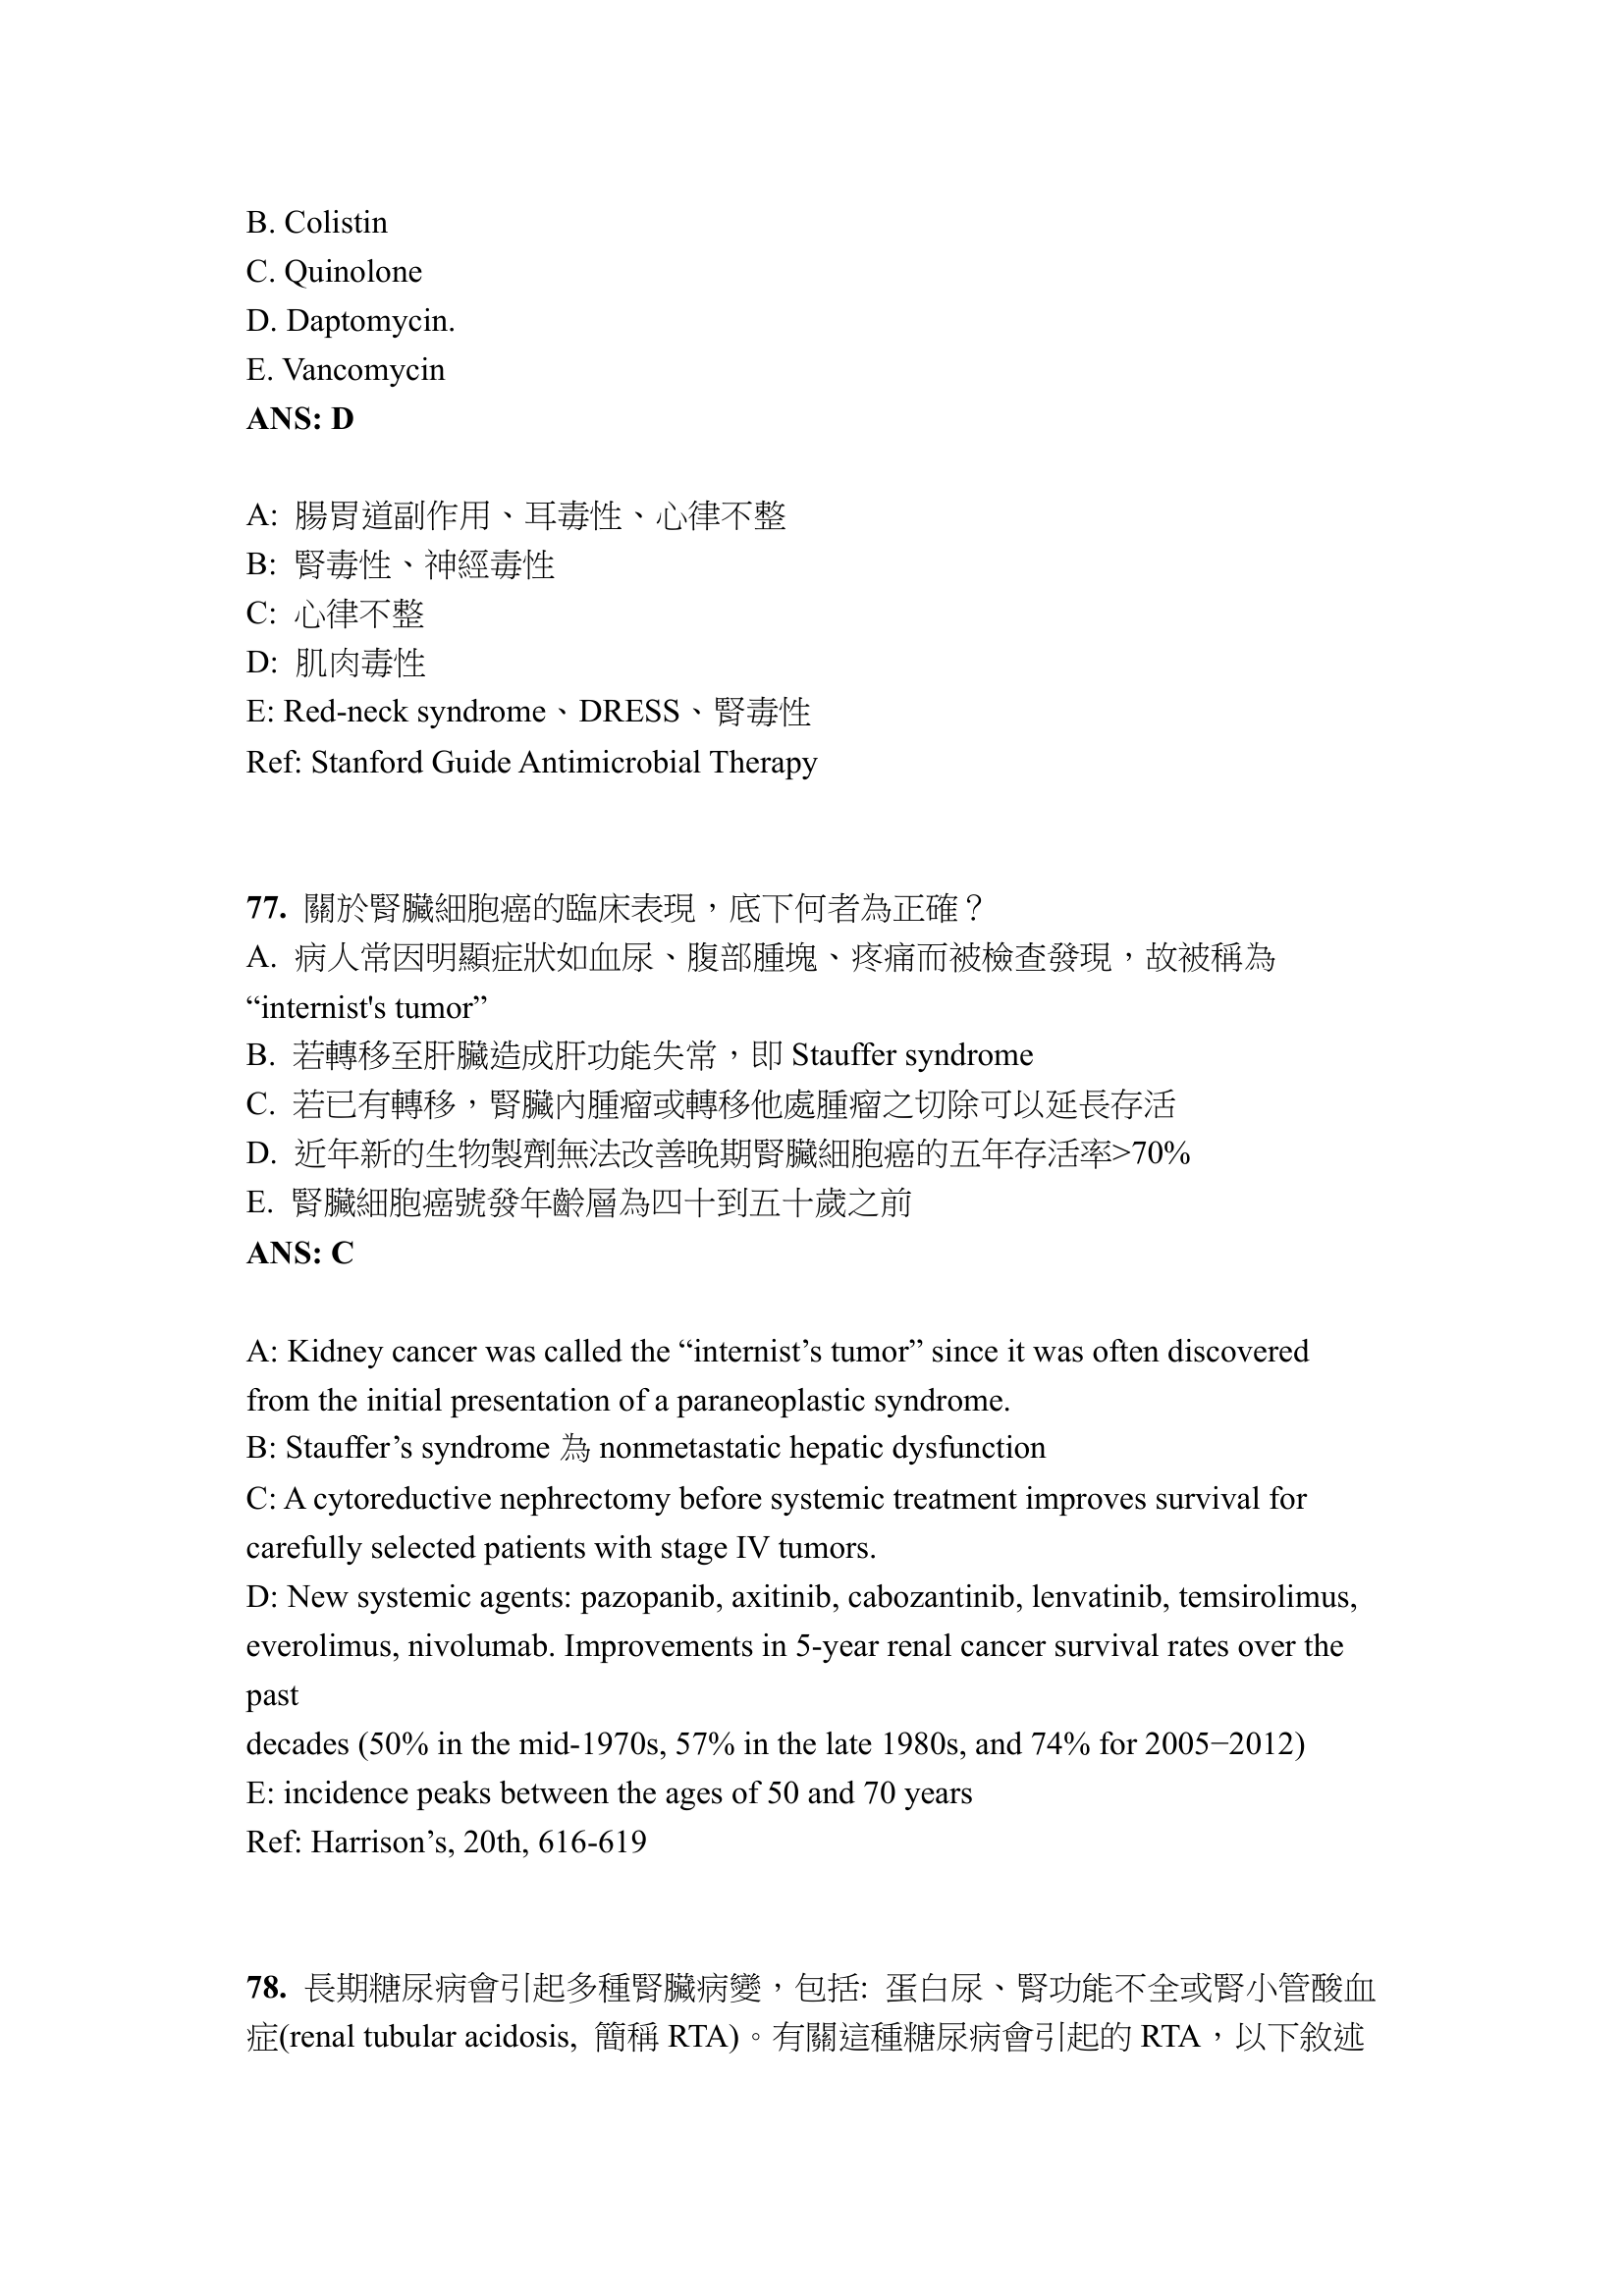 B. Colistin
C. Quinolone
D. Daptomycin.
E. Vancomycin
ANS: D
A: 腸胃道副作用、耳毒性、心律不整
B: 腎毒性、神經毒性
C: 心律不整
D: 肌肉毒性
E: Red-neck syndrome、DRESS、腎毒性
Ref: Stanford Guide Antimicrobial Therapy
77. 關於腎臟細胞癌的臨床表現，底下何者為正確？
A. 病人常因明顯症狀如血尿、腹部腫塊、疼痛而被檢查發現，故被稱為
“internist's tumor”
B. 若轉移至肝臟造成肝功能失常，即 Stauffer syndrome
C. 若已有轉移，腎臟內腫瘤或轉移他處腫瘤之切除可以延長存活
D. 近年新的生物製劑無法改善晚期腎臟細胞癌的五年存活率>70%
E. 腎臟細胞癌號發年齡層為四十到五十歲之前
ANS: C
A: Kidney cancer was called the “internist’s tumor” since it was often discovered
from the initial presentation of a paraneoplastic syndrome.
B: Stauffer’s syndrome 為 nonmetastatic hepatic dysfunction
C: A cytoreductive nephrectomy before systemic treatment improves survival for
carefully selected patients with stage IV tumors.
D: New systemic agents: pazopanib, axitinib, cabozantinib, lenvatinib, temsirolimus,
everolimus, nivolumab. Improvements in 5-year renal cancer survival rates over the
past
decades (50% in the mid-1970s, 57% in the late 1980s, and 74% for 2005−2012)
E: incidence peaks between the ages of 50 and 70 years
Ref: Harrison’s, 20th, 616-619
78. 長期糖尿病會引起多種腎臟病變，包括: 蛋白尿、腎功能不全或腎小管酸血
症(renal tubular acidosis, 簡稱 RTA)。有關這種糖尿病會引起的 RTA，以下敘述